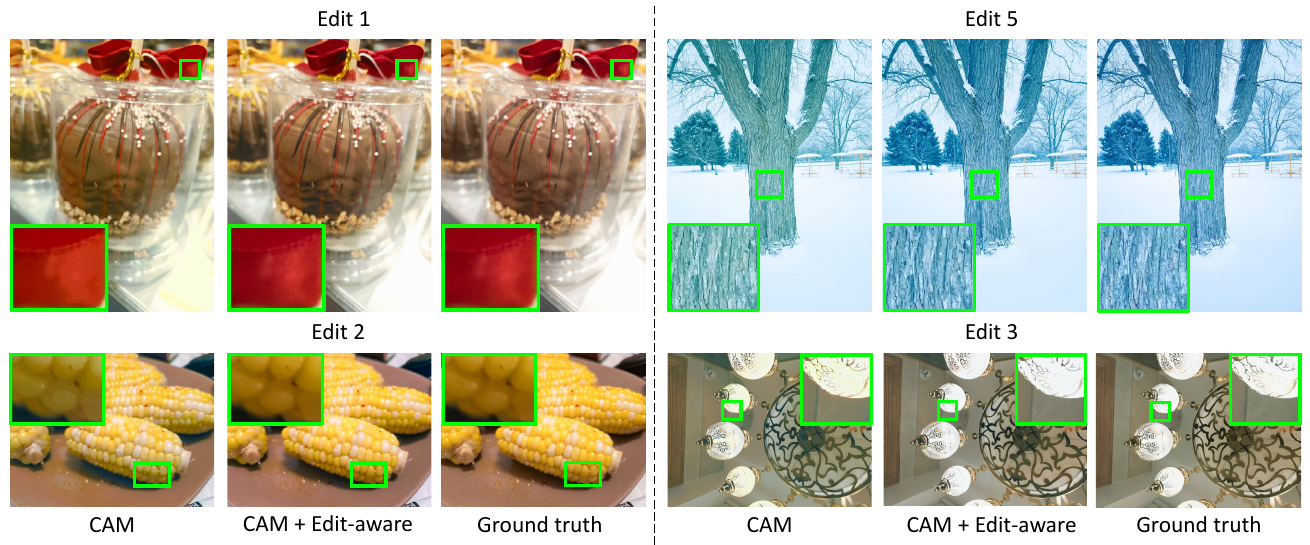 Edit 1
Edit 5
Edit 2
Edit 3
CAM
CAM + Edit-aware
Ground truth
CAM
CAM + Edit-aware
Ground truth